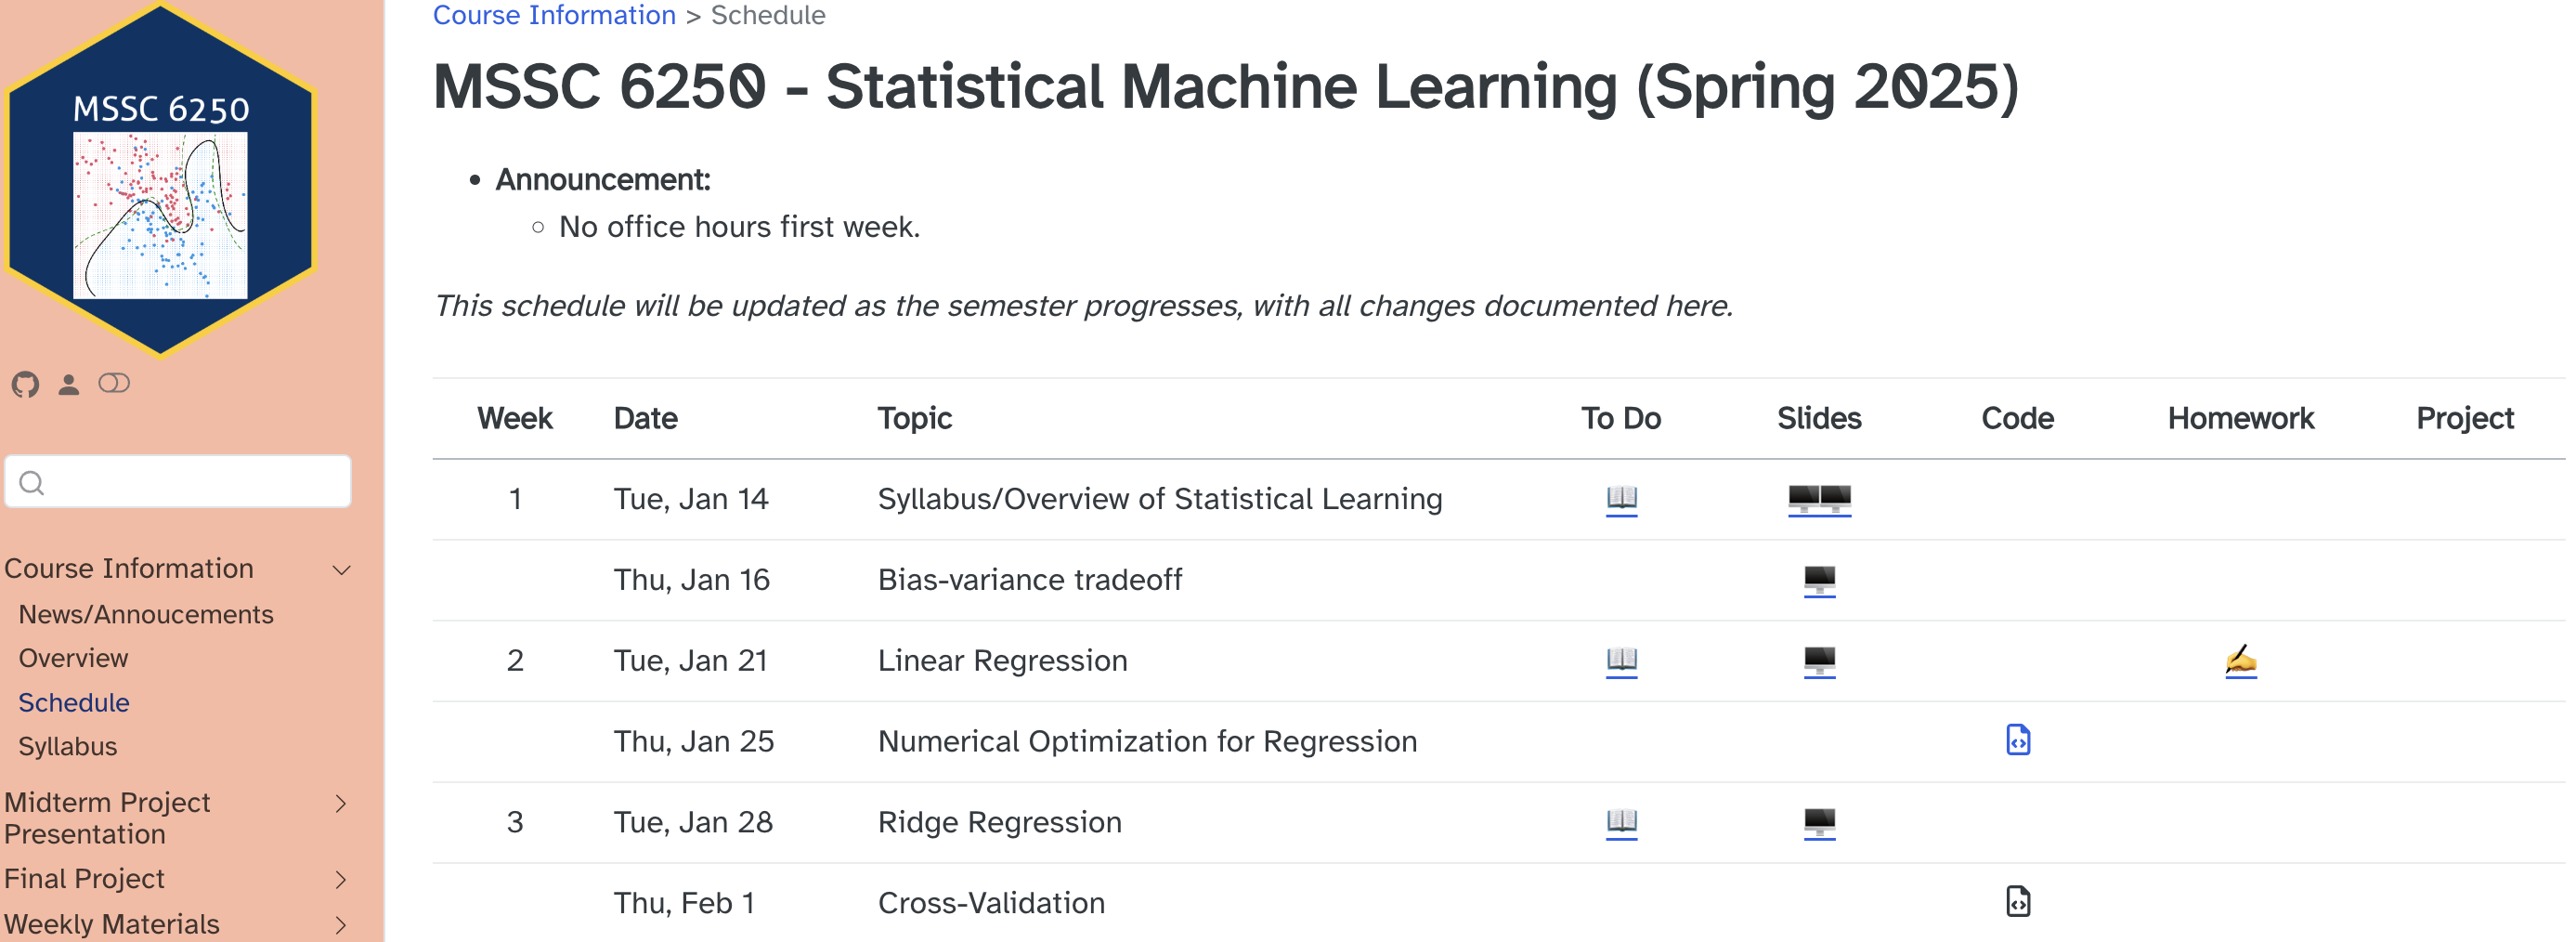 MSSC 6250
Course Information
News/Annoucements
Overview
Schedule
Syllabus
Midterm Project
Presentation
Final Project
Weekly Materials
Course Information > Schedule
MSSC 6250 - Statistical Machine Learning (Spring 2025)
• Announcement:
○ No office hours first week.
This schedule will be updated as the semester progresses, with all changes documented here.
Week Date Topic To Do Slides Code Homework Project
1 Tue, Jan 14 Syllabus/Overview of Statistical Learning
Thu, Jan 16 Bias-variance tradeoff
2 Tue, Jan 21 Linear Regression
Thu, Jan 25 Numerical Optimization for Regression
3 Tue, Jan 28 Ridge Regression
Thu, Feb 1 Cross-Validation